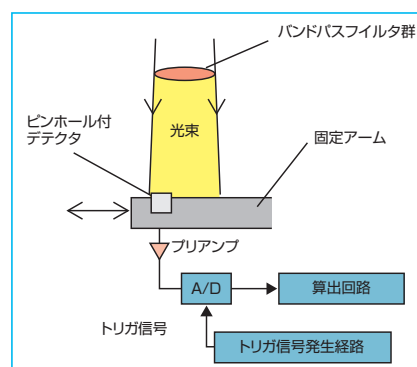 バンドパスフィルタ群
光束
ピンホール付
デテクタ
固定アーム
プリアンプ
A/D
算出回路
トリガ信号
トリガ信号発生経路